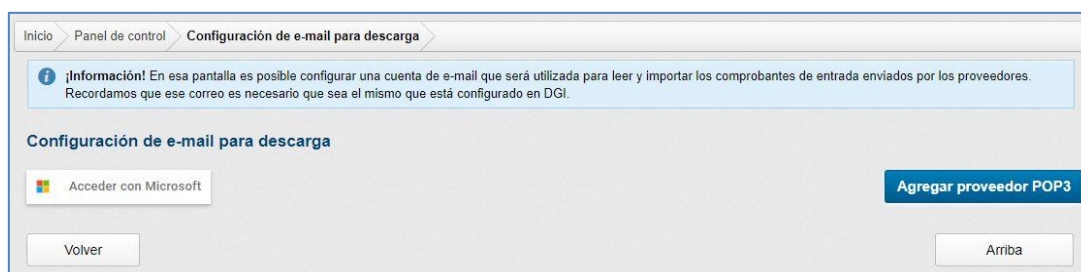 Inicio Panel de control Configuración de e-mail para descarga
¡Información! En esa pantalla es posible configurar una cuenta de e-mail que será utilizada para leer y importar los comprobantes de entrada enviados por los proveedores.
Recordamos que ese correo es necesario que sea el mismo que está configurado en DGI.
Configuración de e-mail para descarga
Acceder con Microsoft Agregar proveedor POP3
Volver Arriba